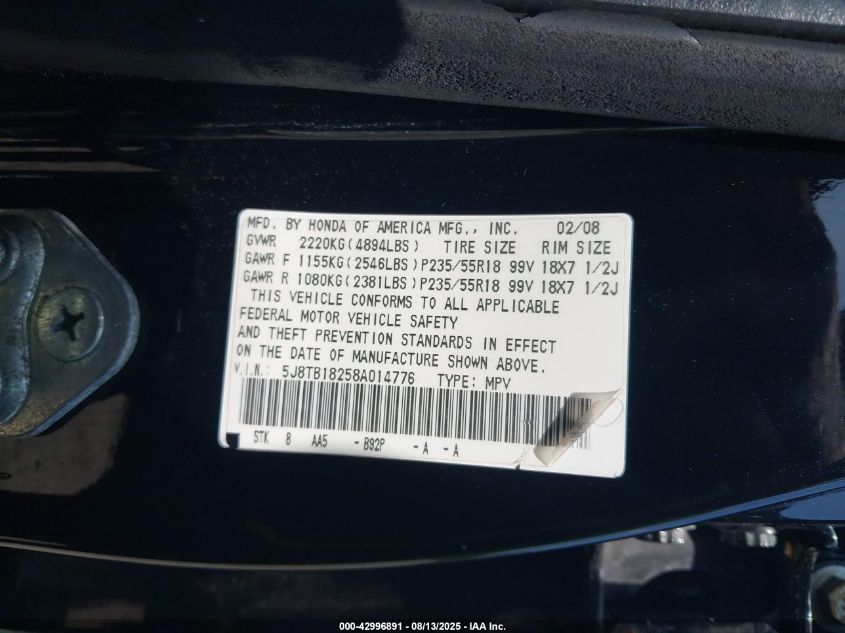 MFD. BY HONDA OF AMERICA MFG., INC. 02/08
GVWR 2220KG(4894LBS) TIRE SIZE RIM SIZE
GAWR F 1155KG(2546LBS)P235/55R18 99V 18X7 1/2J
GAWR R 1080KG(2381LBS)P235/55R18 99V 18X7 1/2J
THIS VEHICLE CONFORMS TO ALL APPLICABLE
FEDERAL MOTOR VEHICLE SAFETY
AND THEFT PREVENTION STANDARDS IN EFFECT
ON THE DATE OF MANUFACTURE SHOWN ABOVE.
V.I.N.: 5J8TB18258A014776 TYPE: MPV
STK 8 AA5 - B92P - A - A
000-42996891 - 08/13/2025 - IAA Inc.